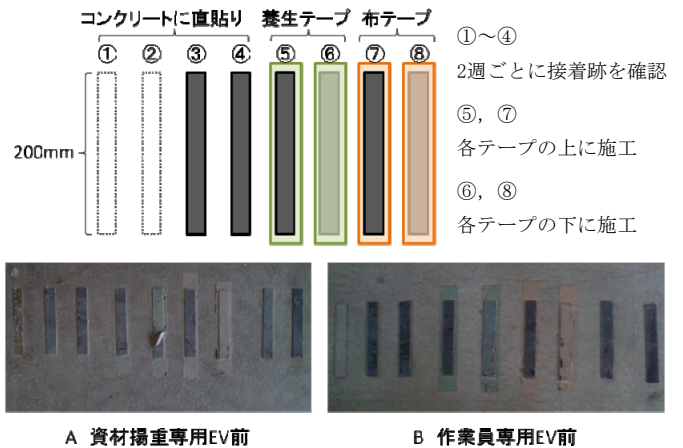 コンクリートに直貼り 養生テープ 布テープ
① ② ③ ④ ⑤ ⑥ ⑦ ⑧
200mm
①～④
2週ごとに接着跡を確認
⑤，⑦
各テープの上に施工
⑥，⑧
各テープの下に施工
A 資材揚重専用EV前
B 作業員専用EV前